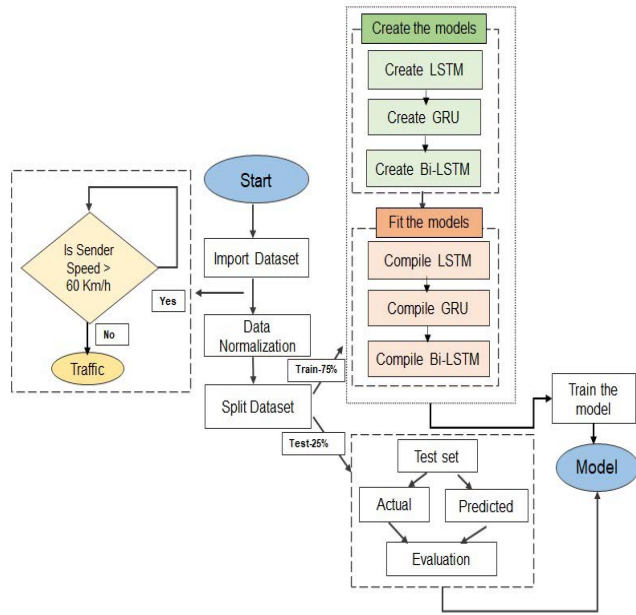 Create the models
Create LSTM
Create GRU
Create Bi-LSTM
Fit the models
Compile LSTM
Compile GRU
Compile Bi-LSTM
Start
Import Dataset
Data
Normalization
Split Dataset
Is Sender
Speed >
60 Km/h
Yes
No
Traffic
Train-75%
Test-25%
Test set
Actual
Predicted
Evaluation
Train the
model
Model